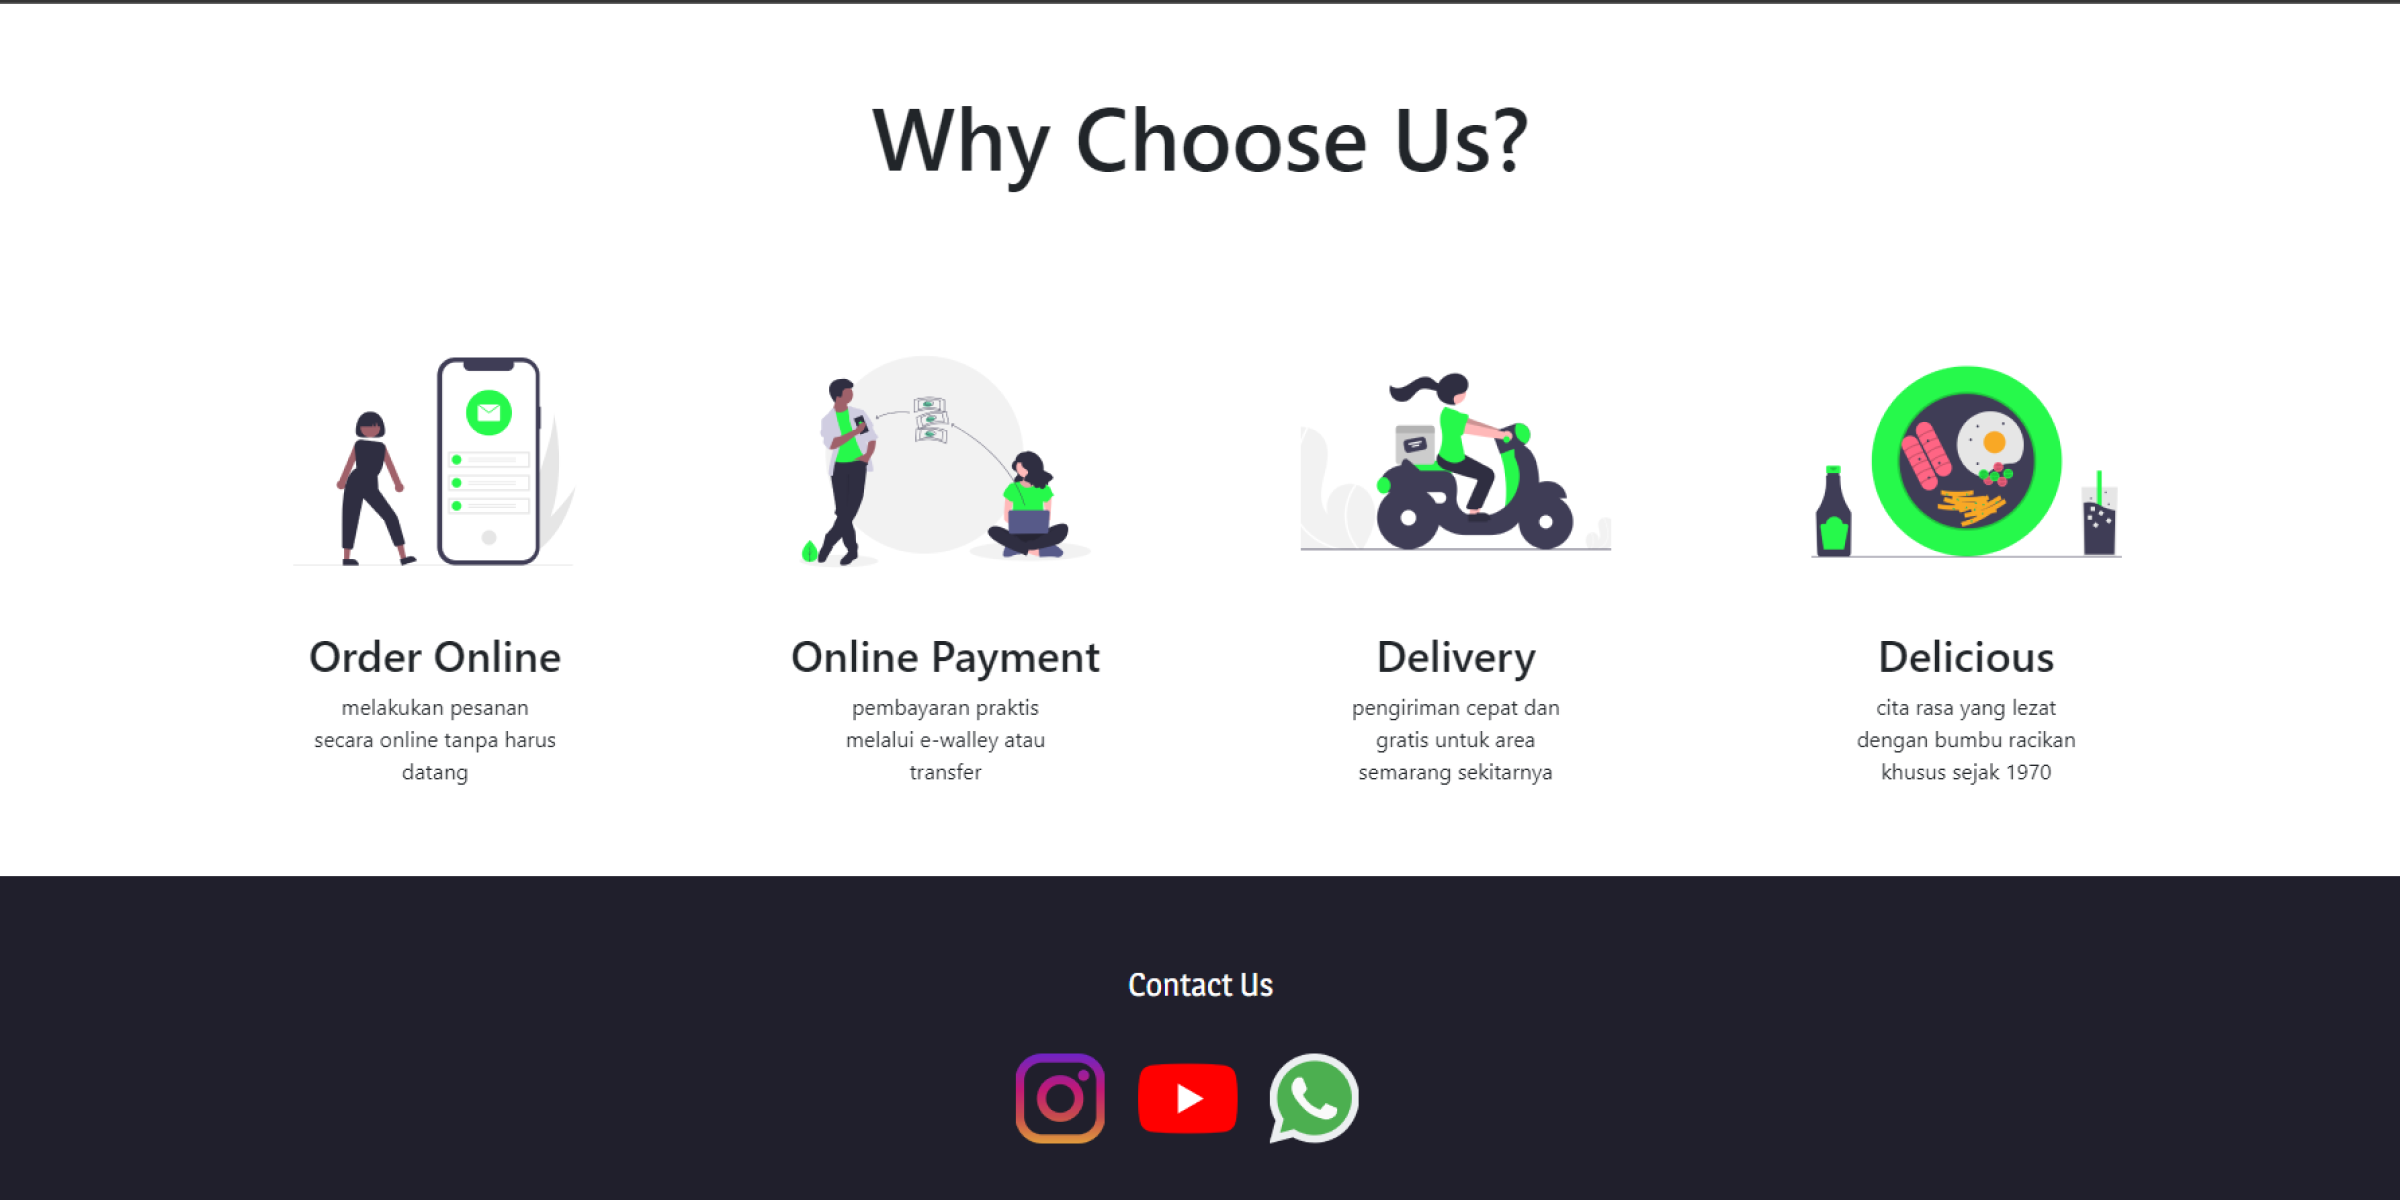 Why Choose Us?
Order Online
melakukan pesanan
secara online tanpa harus
datang
Online Payment
pembayaran praktis
melalui e-walley atau
transfer
Delivery
pengiriman cepat dan
gratis untuk area
semarang sekitarnya
Delicious
cita rasa yang lezat
dengan bumbu racikan
khusus sejak 1970
Contact Us